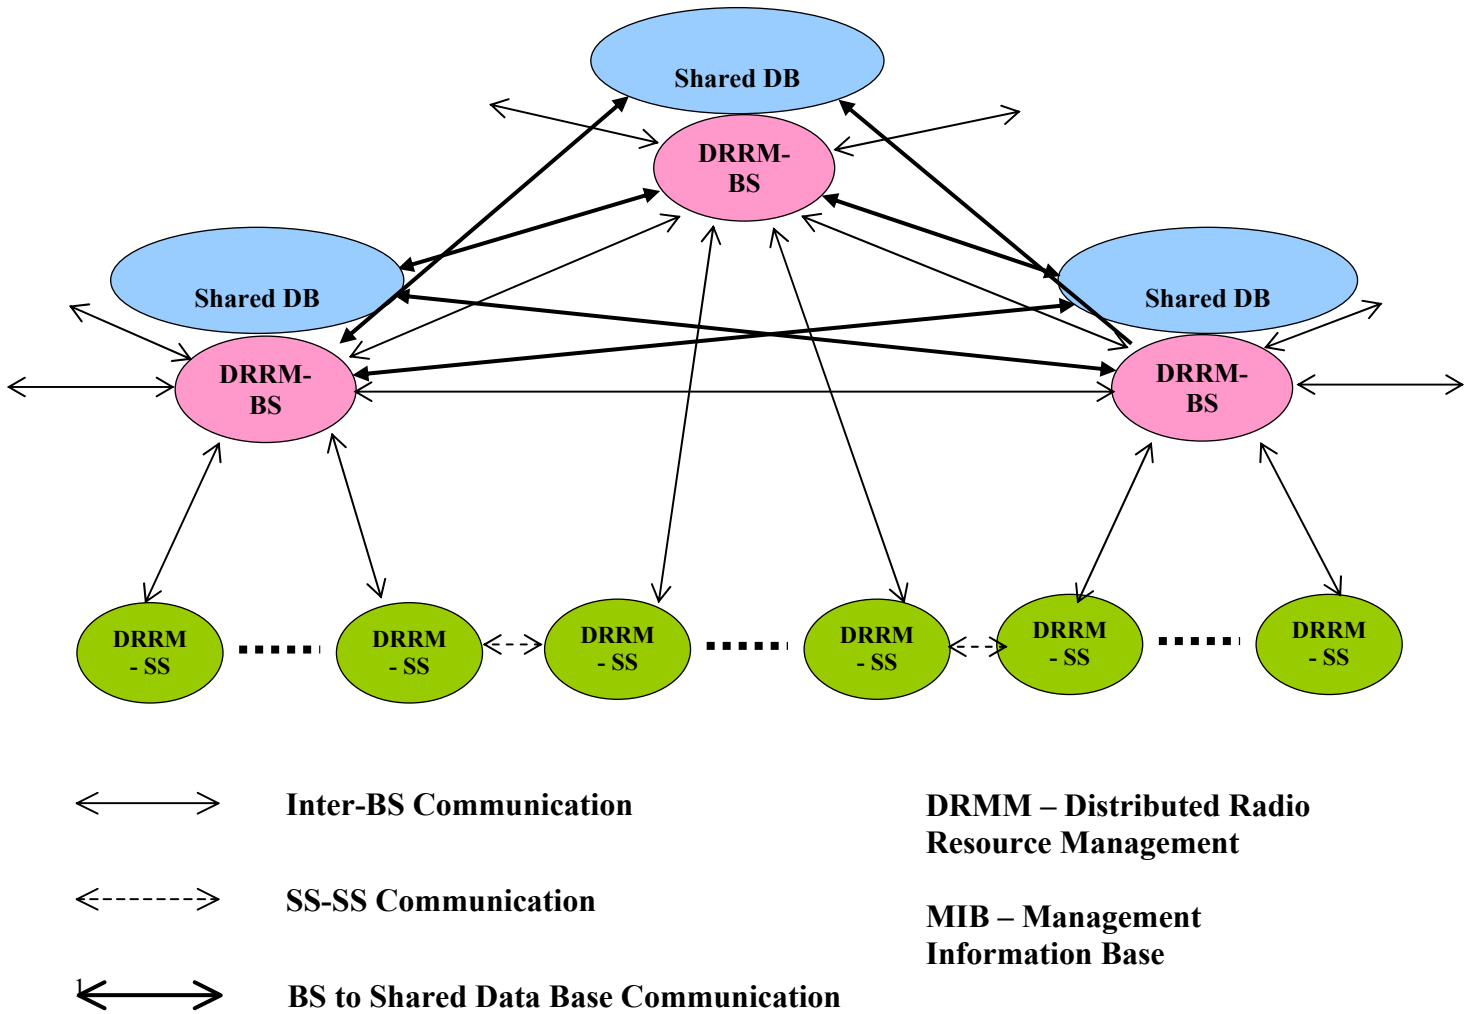 Shared DB
DRRM-
BS
Shared DB
Shared DB
DRRM-
BS
DRRM-
BS
DRRM
- SS
DRRM
- SS
DRRM
- SS
DRRM
- SS
DRRM
- SS
DRRM
- SS
Inter-BS Communication
SS-SS Communication
1
BS to Shared Data Base Communication
DRMM – Distributed Radio
Resource Management
MIB – Management
Information Base